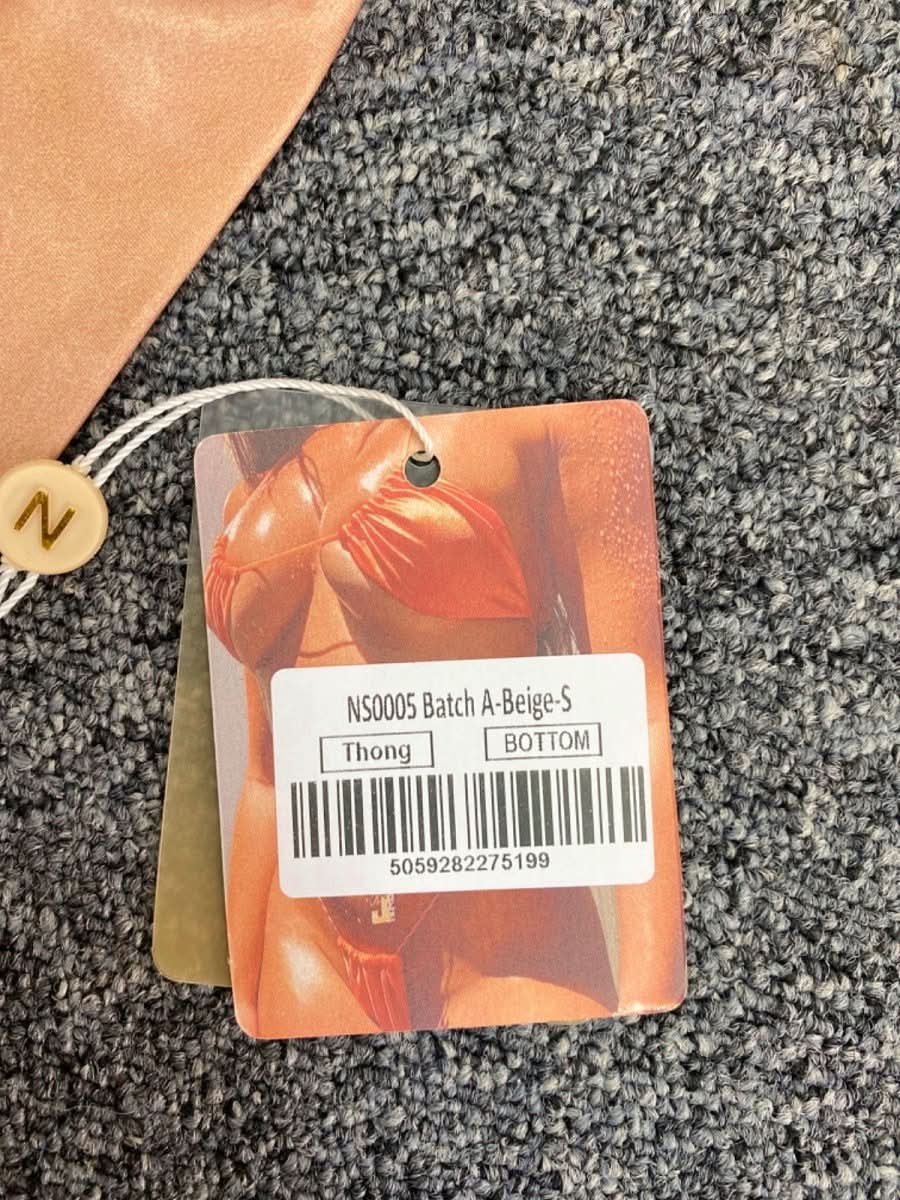 N
NS0005 Batch A-Beige-S
Thong
BOTTOM
5059282275199